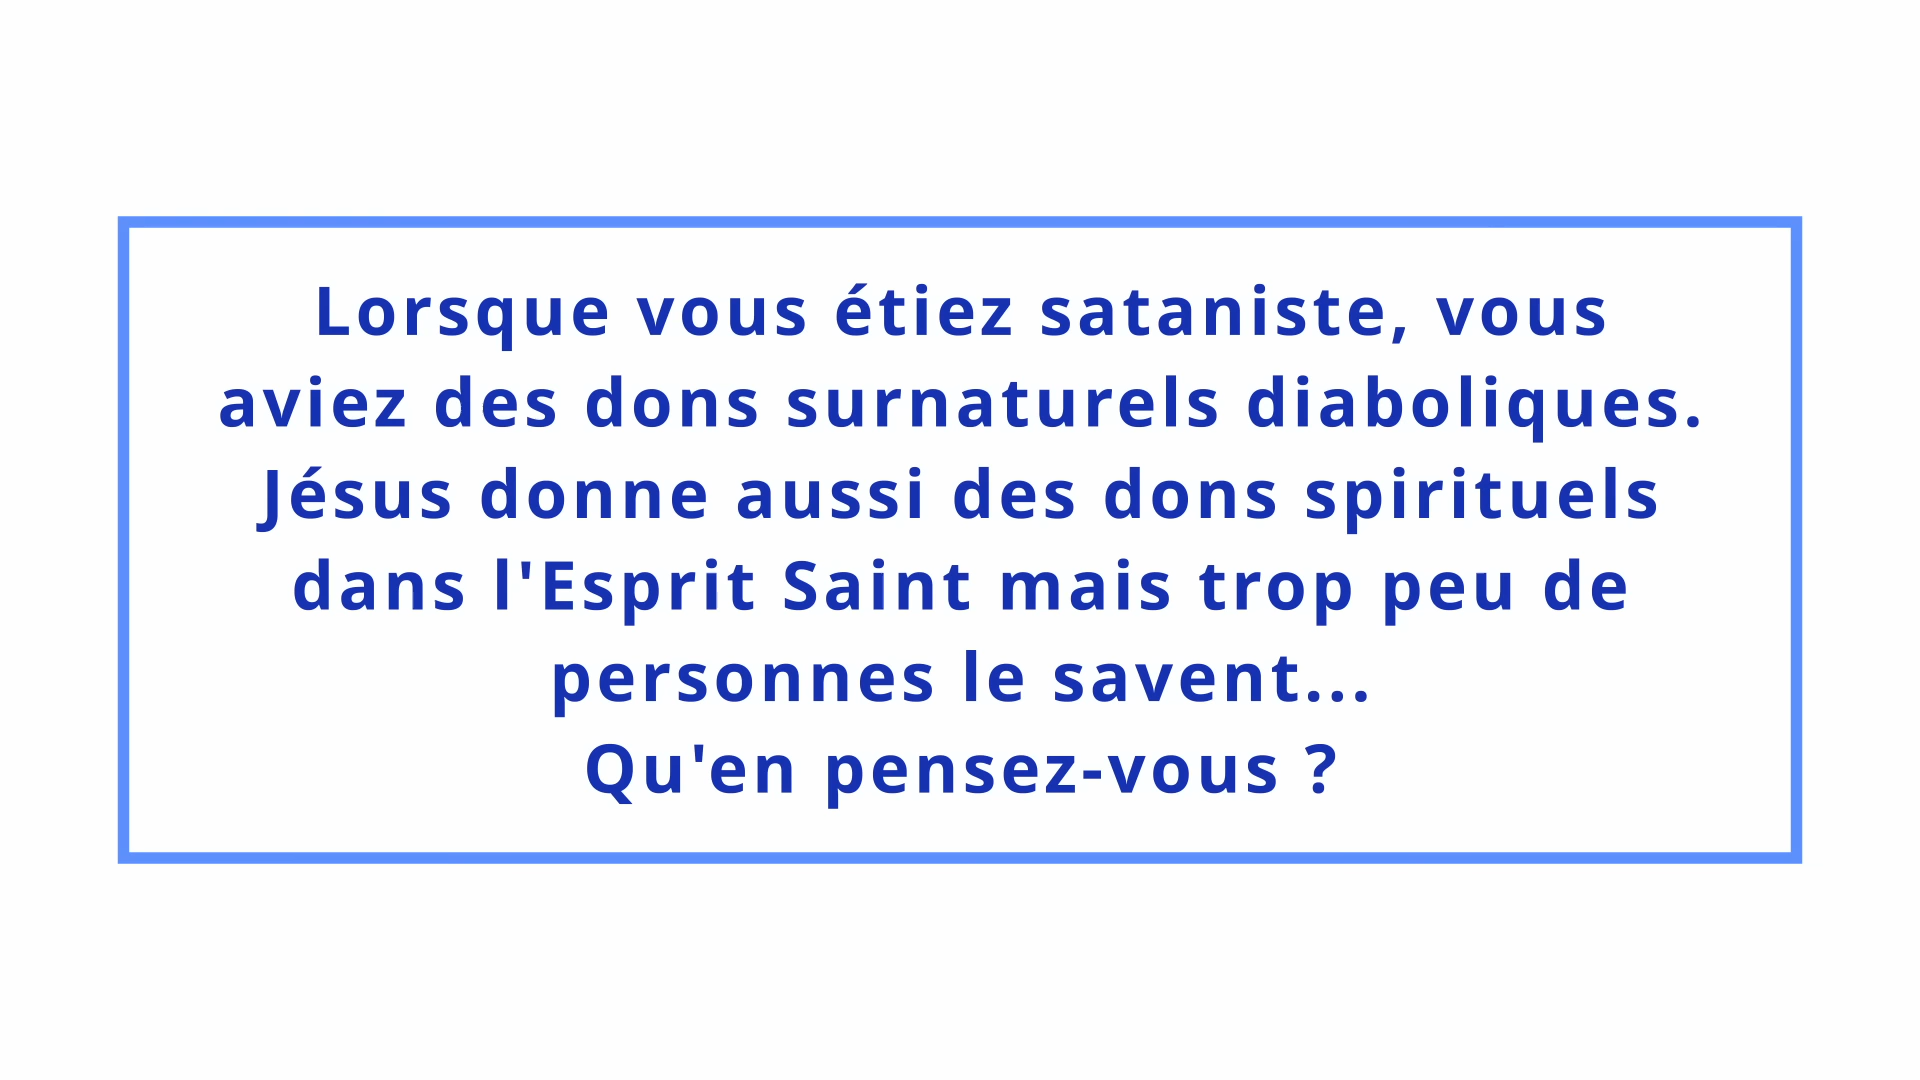 Lorsque vous étiez sataniste, vous
aviez des dons surnaturels diaboliques.
Jésus donne aussi des dons spirituels
dans l'Esprit Saint mais trop peu de
personnes le savent...
Qu'en pensez-vous ?